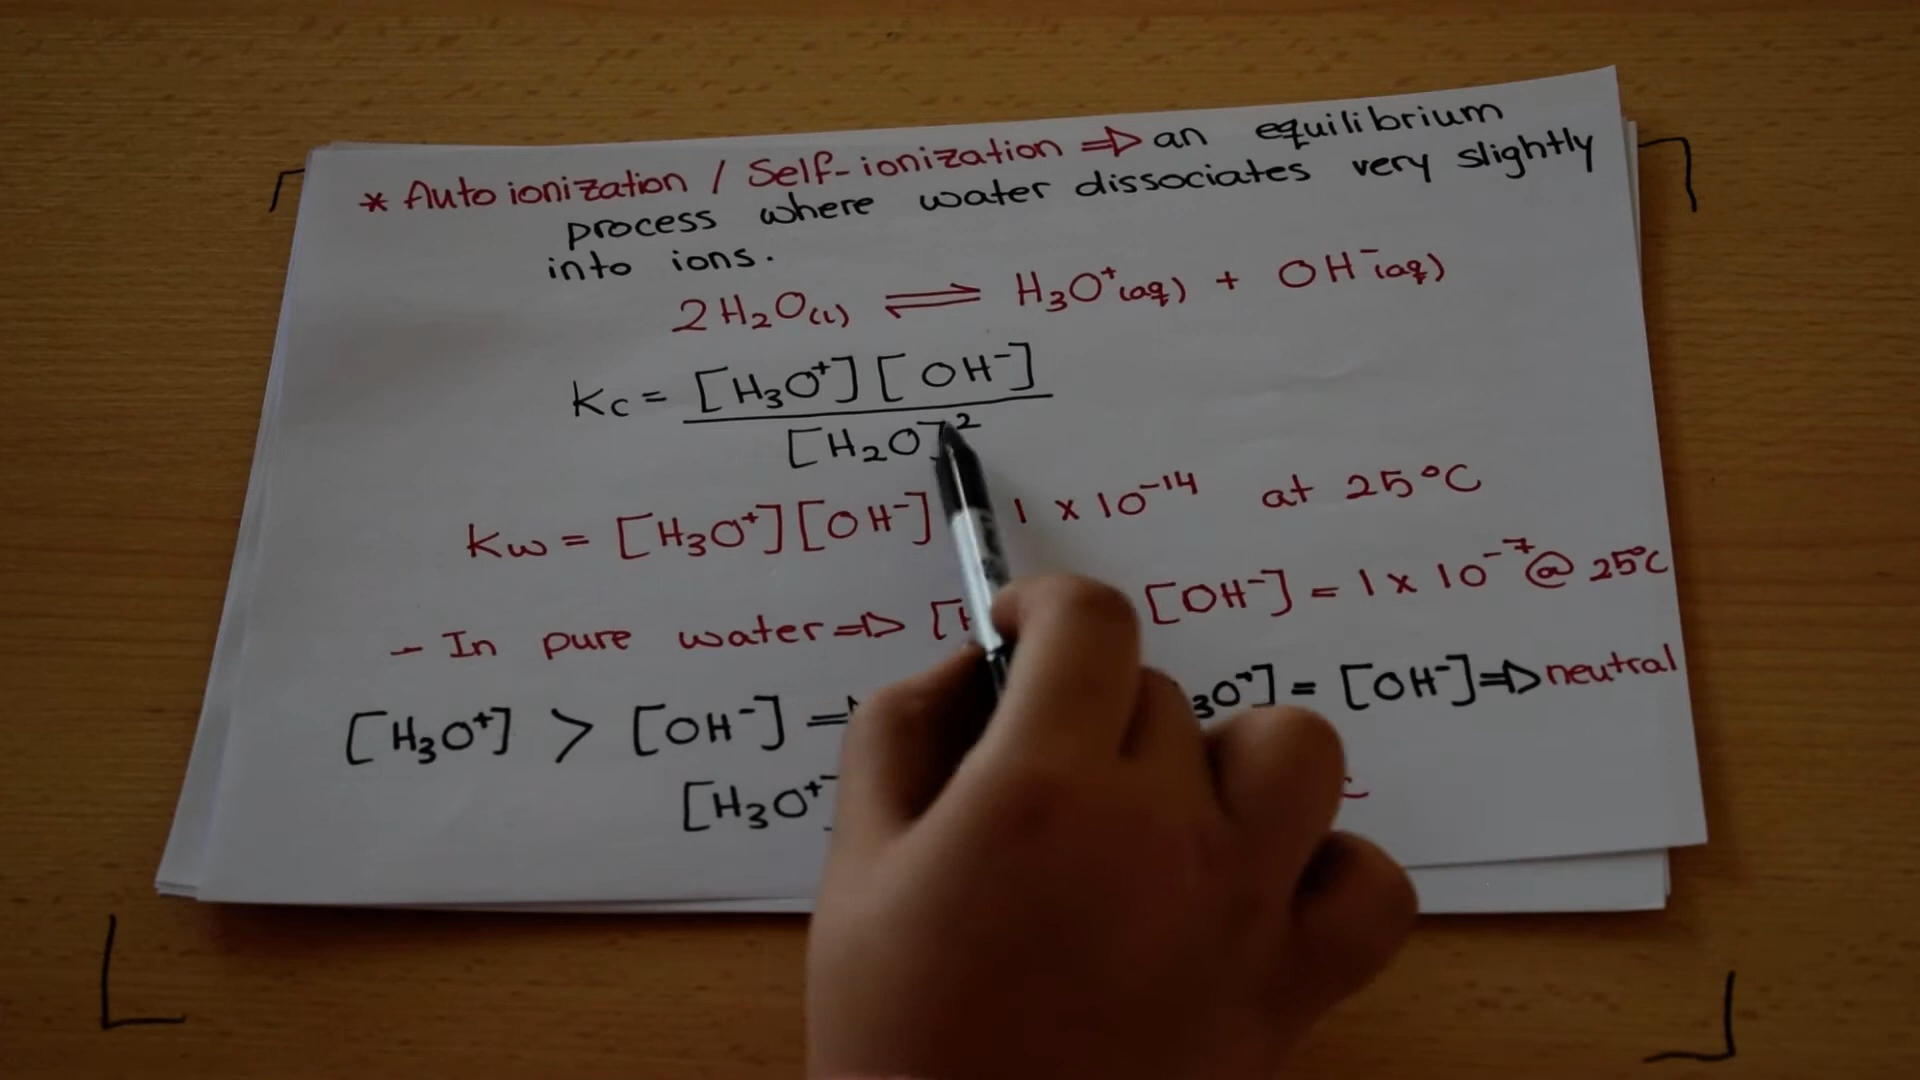 * Auto ionization / Self-ionization ⇒ an equilibrium
process where water dissociates very slightly
into ions.
2H₂O(l) ⇌ H₃O⁺(aq) + OH⁻(aq)
Kc = [H₃O⁺][OH⁻]
[H₂O]²
Kw = [H₃O⁺][OH⁻] 1 x 10⁻¹⁴ at 25°C
- In pure water ⇒ [OH⁻] = 1 x 10⁻⁷ @ 25°C
[H₃O⁺] > [OH⁻] ⇒ ₃O⁺] = [OH⁻] ⇒ neutral
[H₃O⁺